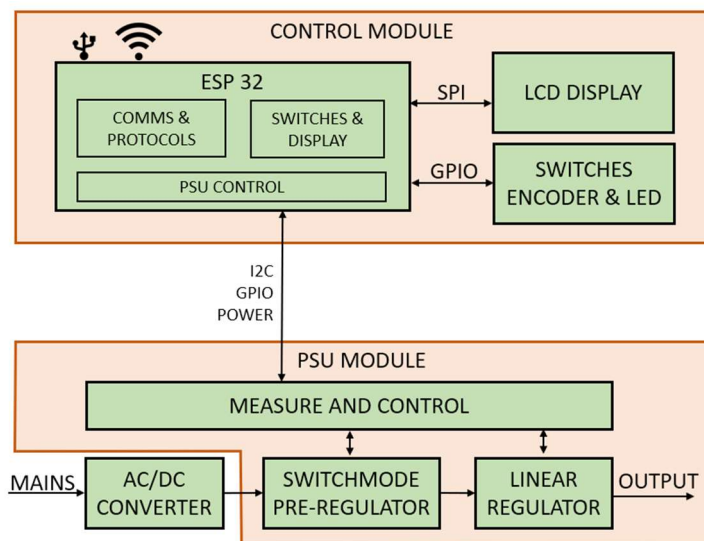 CONTROL MODULE
ESP 32
COMMS &
PROTOCOLS
SWITCHES &
DISPLAY
PSU CONTROL
SPI
LCD DISPLAY
GPIO
SWITCHES
ENCODER & LED
I2C
GPIO
POWER
PSU MODULE
MEASURE AND CONTROL
MAINS
AC/DC
CONVERTER
SWITCHMODE
PRE-REGULATOR
LINEAR
REGULATOR
OUTPUT